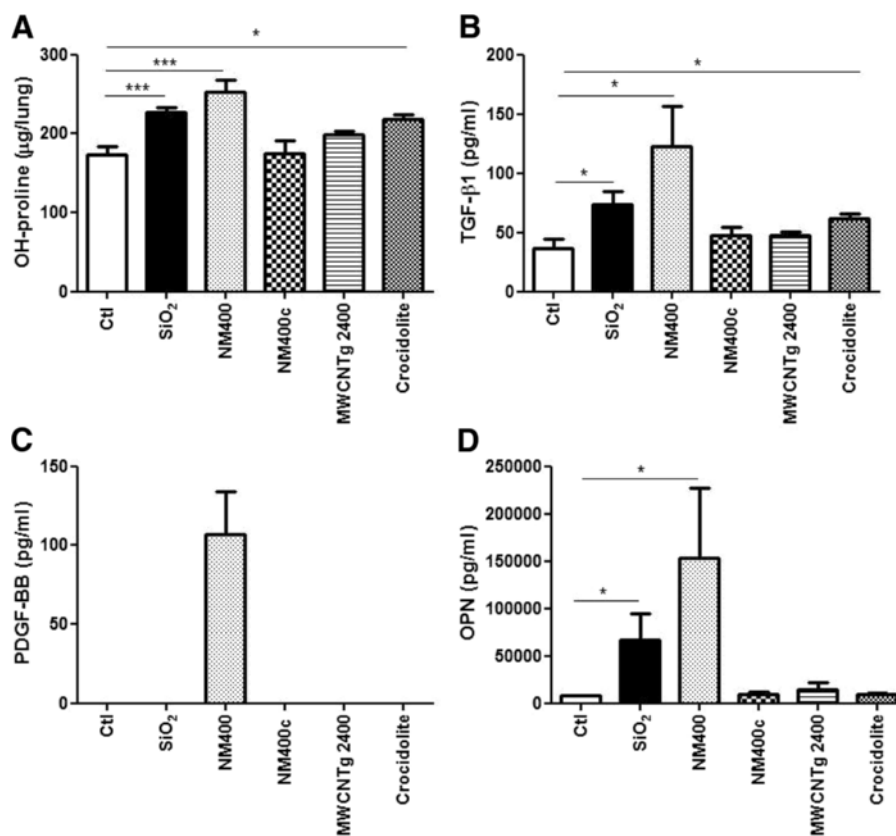 A
OH-proline (μg/lung)
300
200
100
0
*
***
***
Ctl
SiO₂
NM400
NM400c
MWCNTg 2400
Crocidolite
B
TGF-β1 (pg/ml)
200
150
100
50
0
*
*
*
Ctl
SiO₂
NM400
NM400c
MWCNTg 2400
Crocidolite
C
PDGF-BB (pg/ml)
150
100
50
0
Ctl
SiO₂
NM400
NM400c
MWCNTg 2400
Crocidolite
D
OPN (pg/ml)
250000
200000
150000
100000
50000
0
*
*
Ctl
SiO₂
NM400
NM400c
MWCNTg 2400
Crocidolite